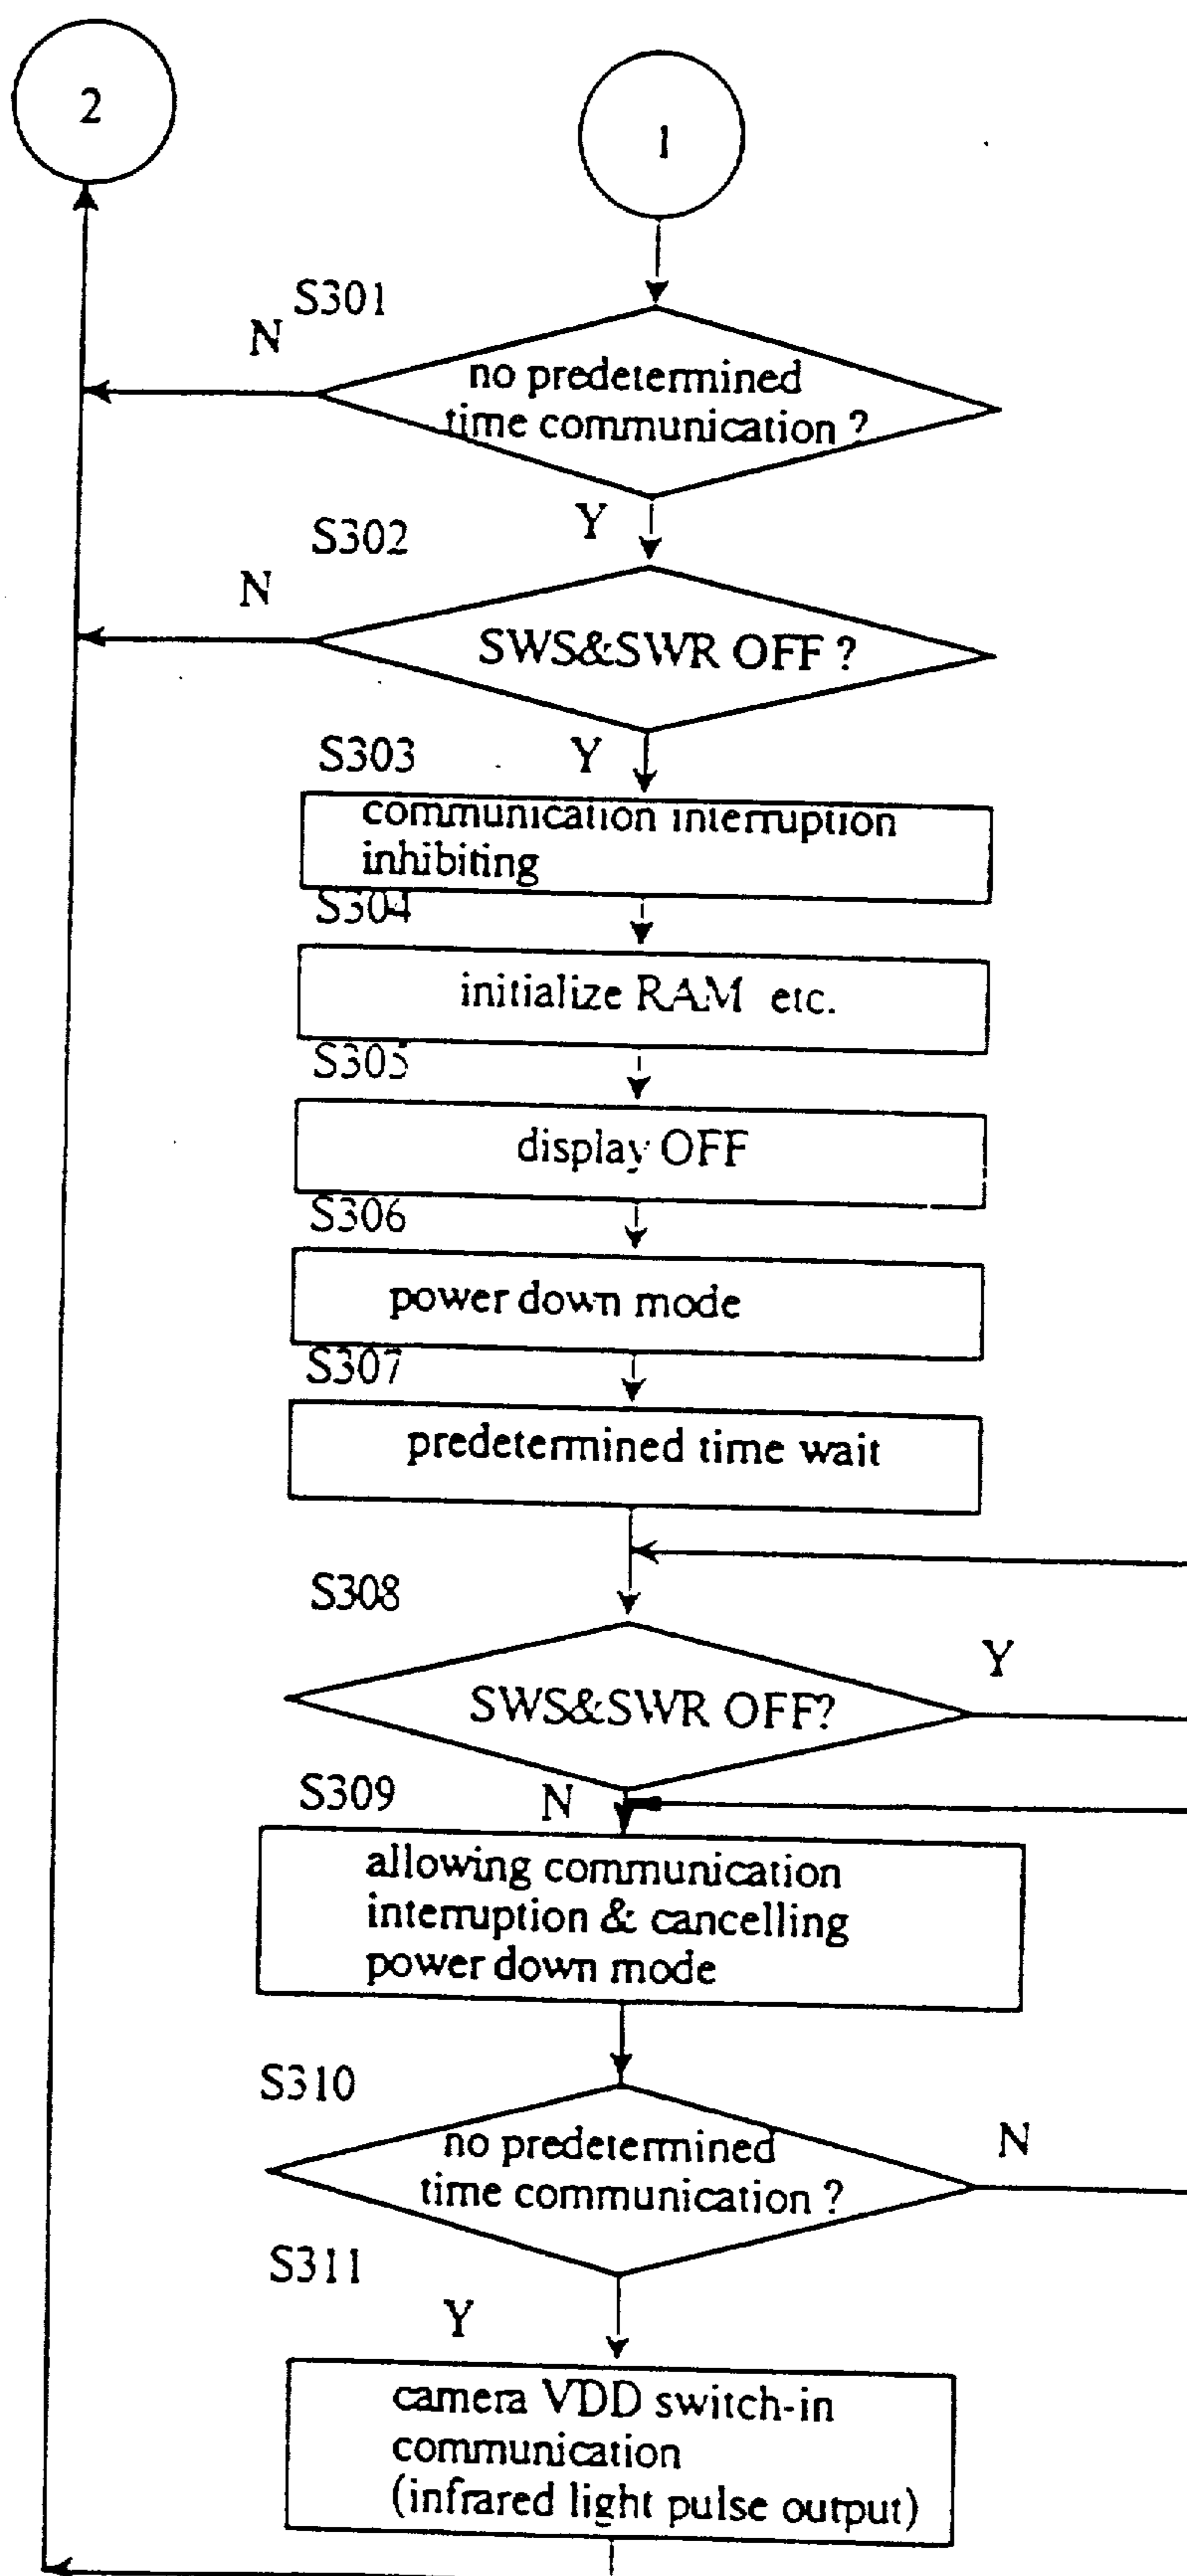 2
1
S301
N
no predetermined
time communication ?
Y
S302
N
SWS&SWR OFF ?
Y
S303
communication interruption
inhibiting
S304
initialize RAM etc.
S305
display OFF
S306
power down mode
S307
predetermined time wait
S308
Y
SWS&SWR OFF?
N
S309
allowing communication
interruption & cancelling
power down mode
S310
N
no predetermined
time communication ?
S311
Y
camera VDD switch-in
communication
(infrared light pulse output)